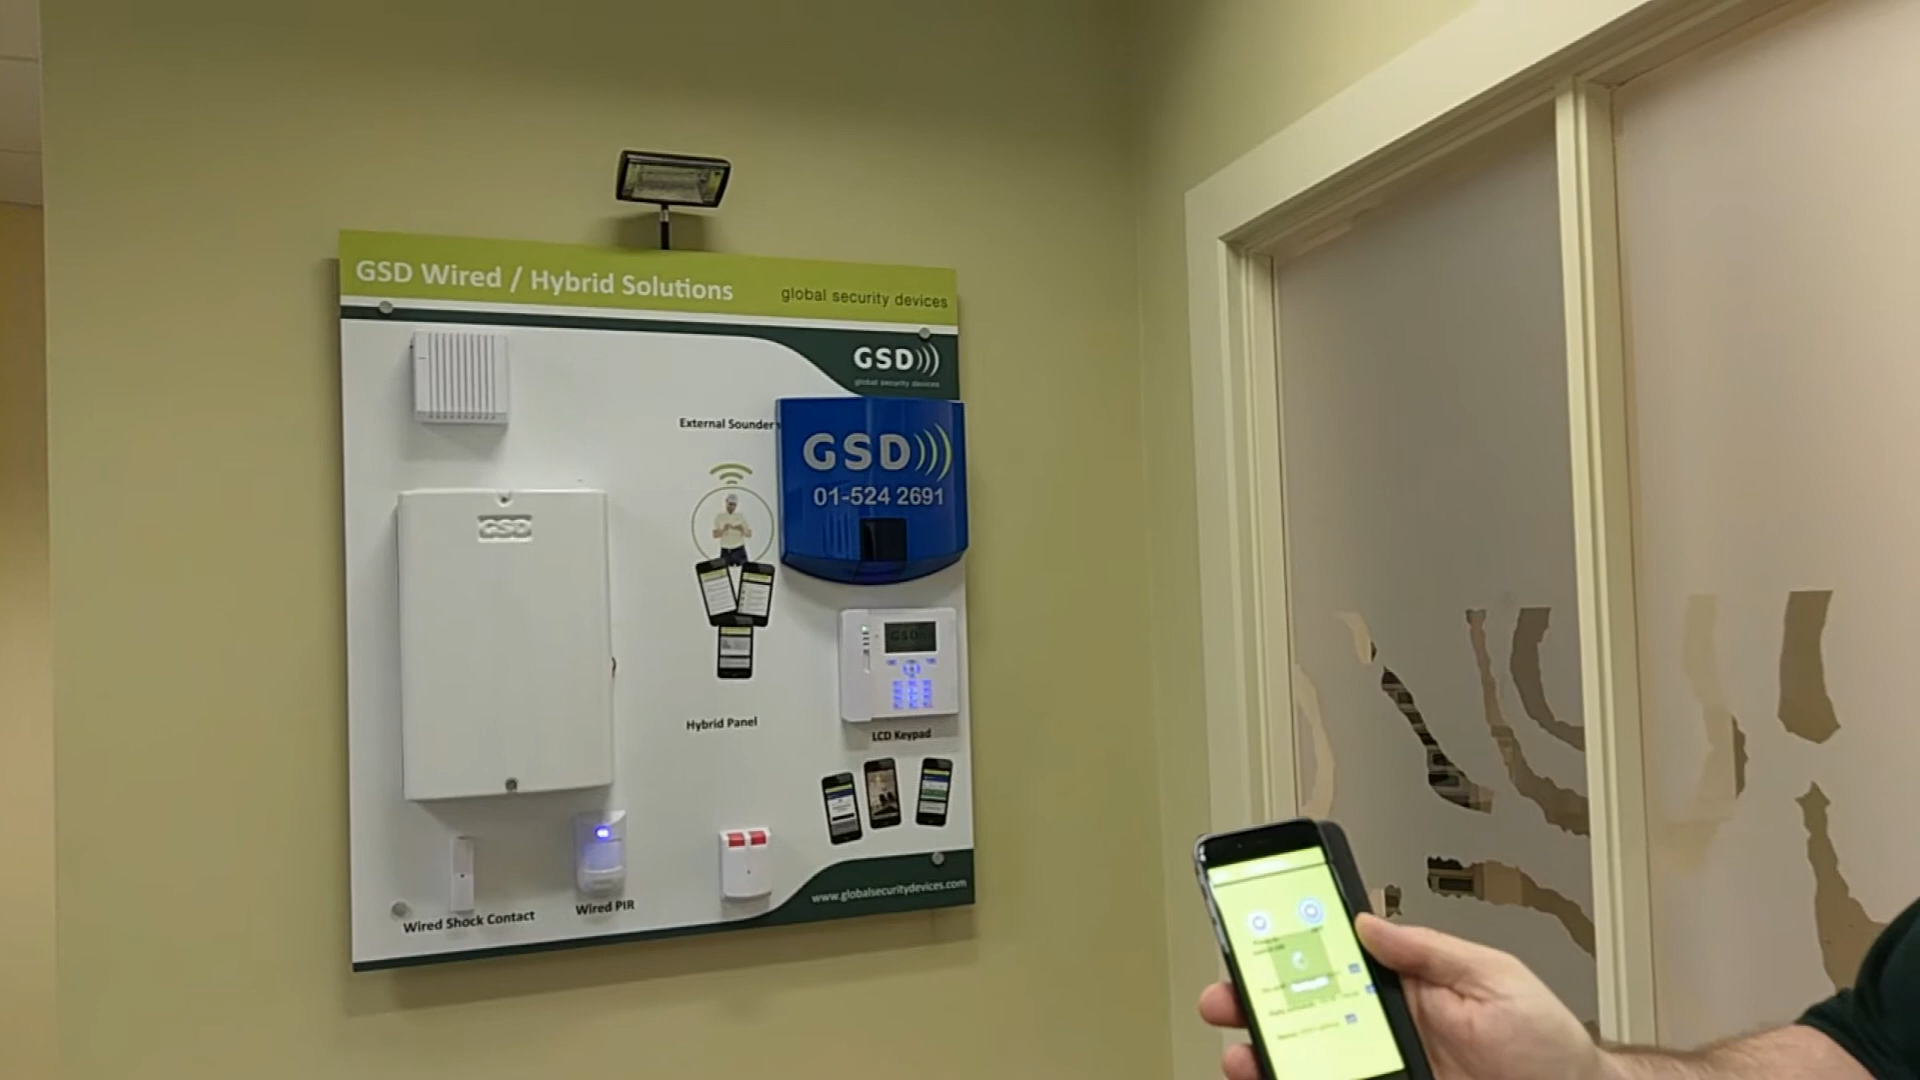 GSD Wired / Hybrid Solutions
global security devices
GSD
global security devices
External Sounder
GSD
01-524 2691
GSD
GSD
Hybrid Panel
LCD Keypad
www.globalsecuritydevices.com
Wired PIR
Wired Shock Contact